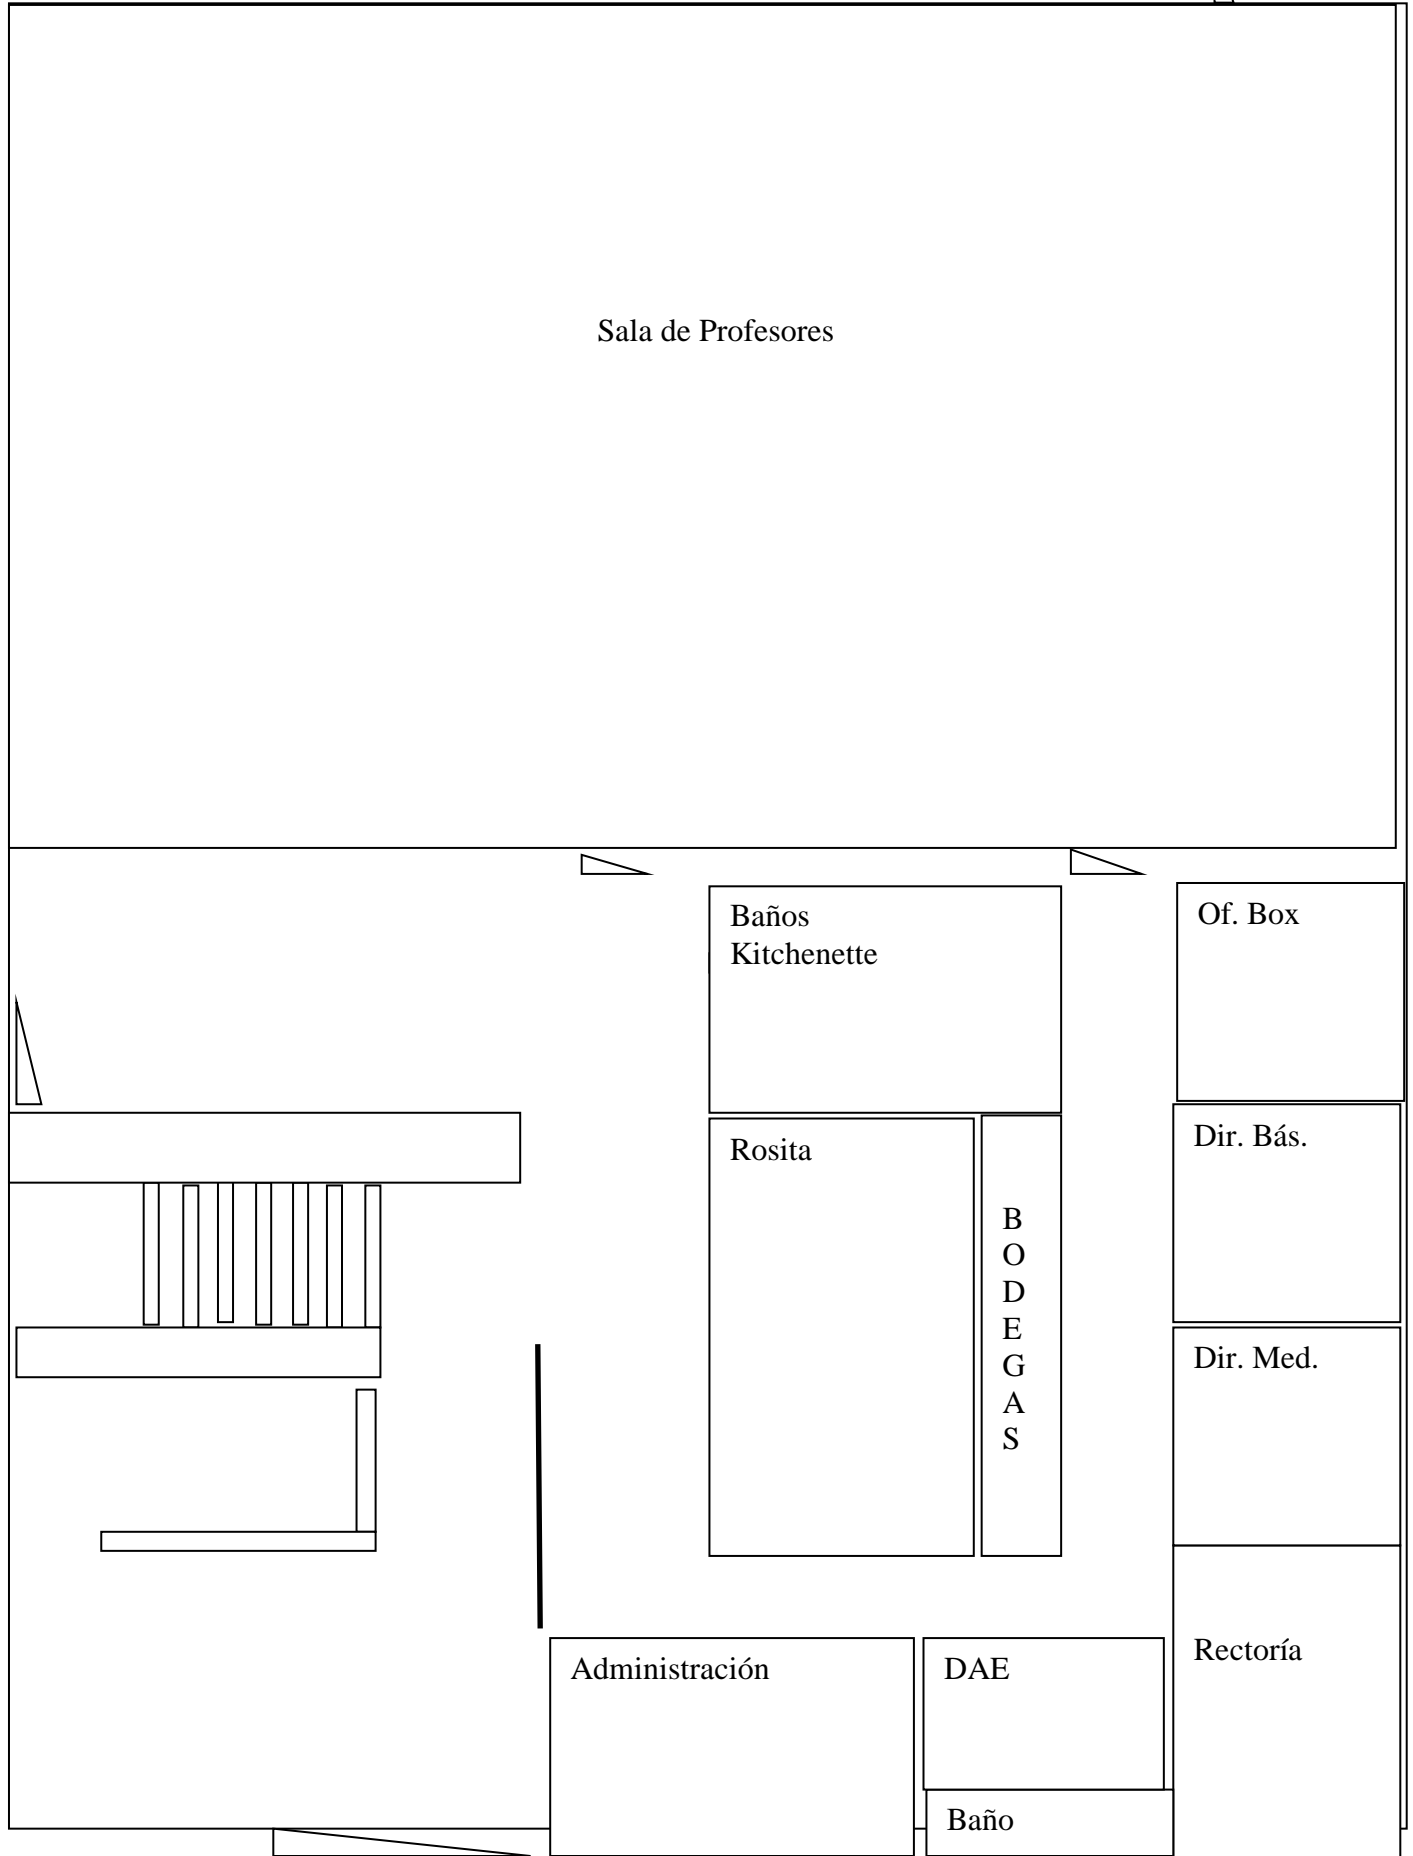 Sala de Profesores
Baños
Kitchenette
Of. Box
Rosita
Dir. Bás.
B
O
D
E
G
A
S
Dir. Med.
Administración
DAE
Rectoría
Baño